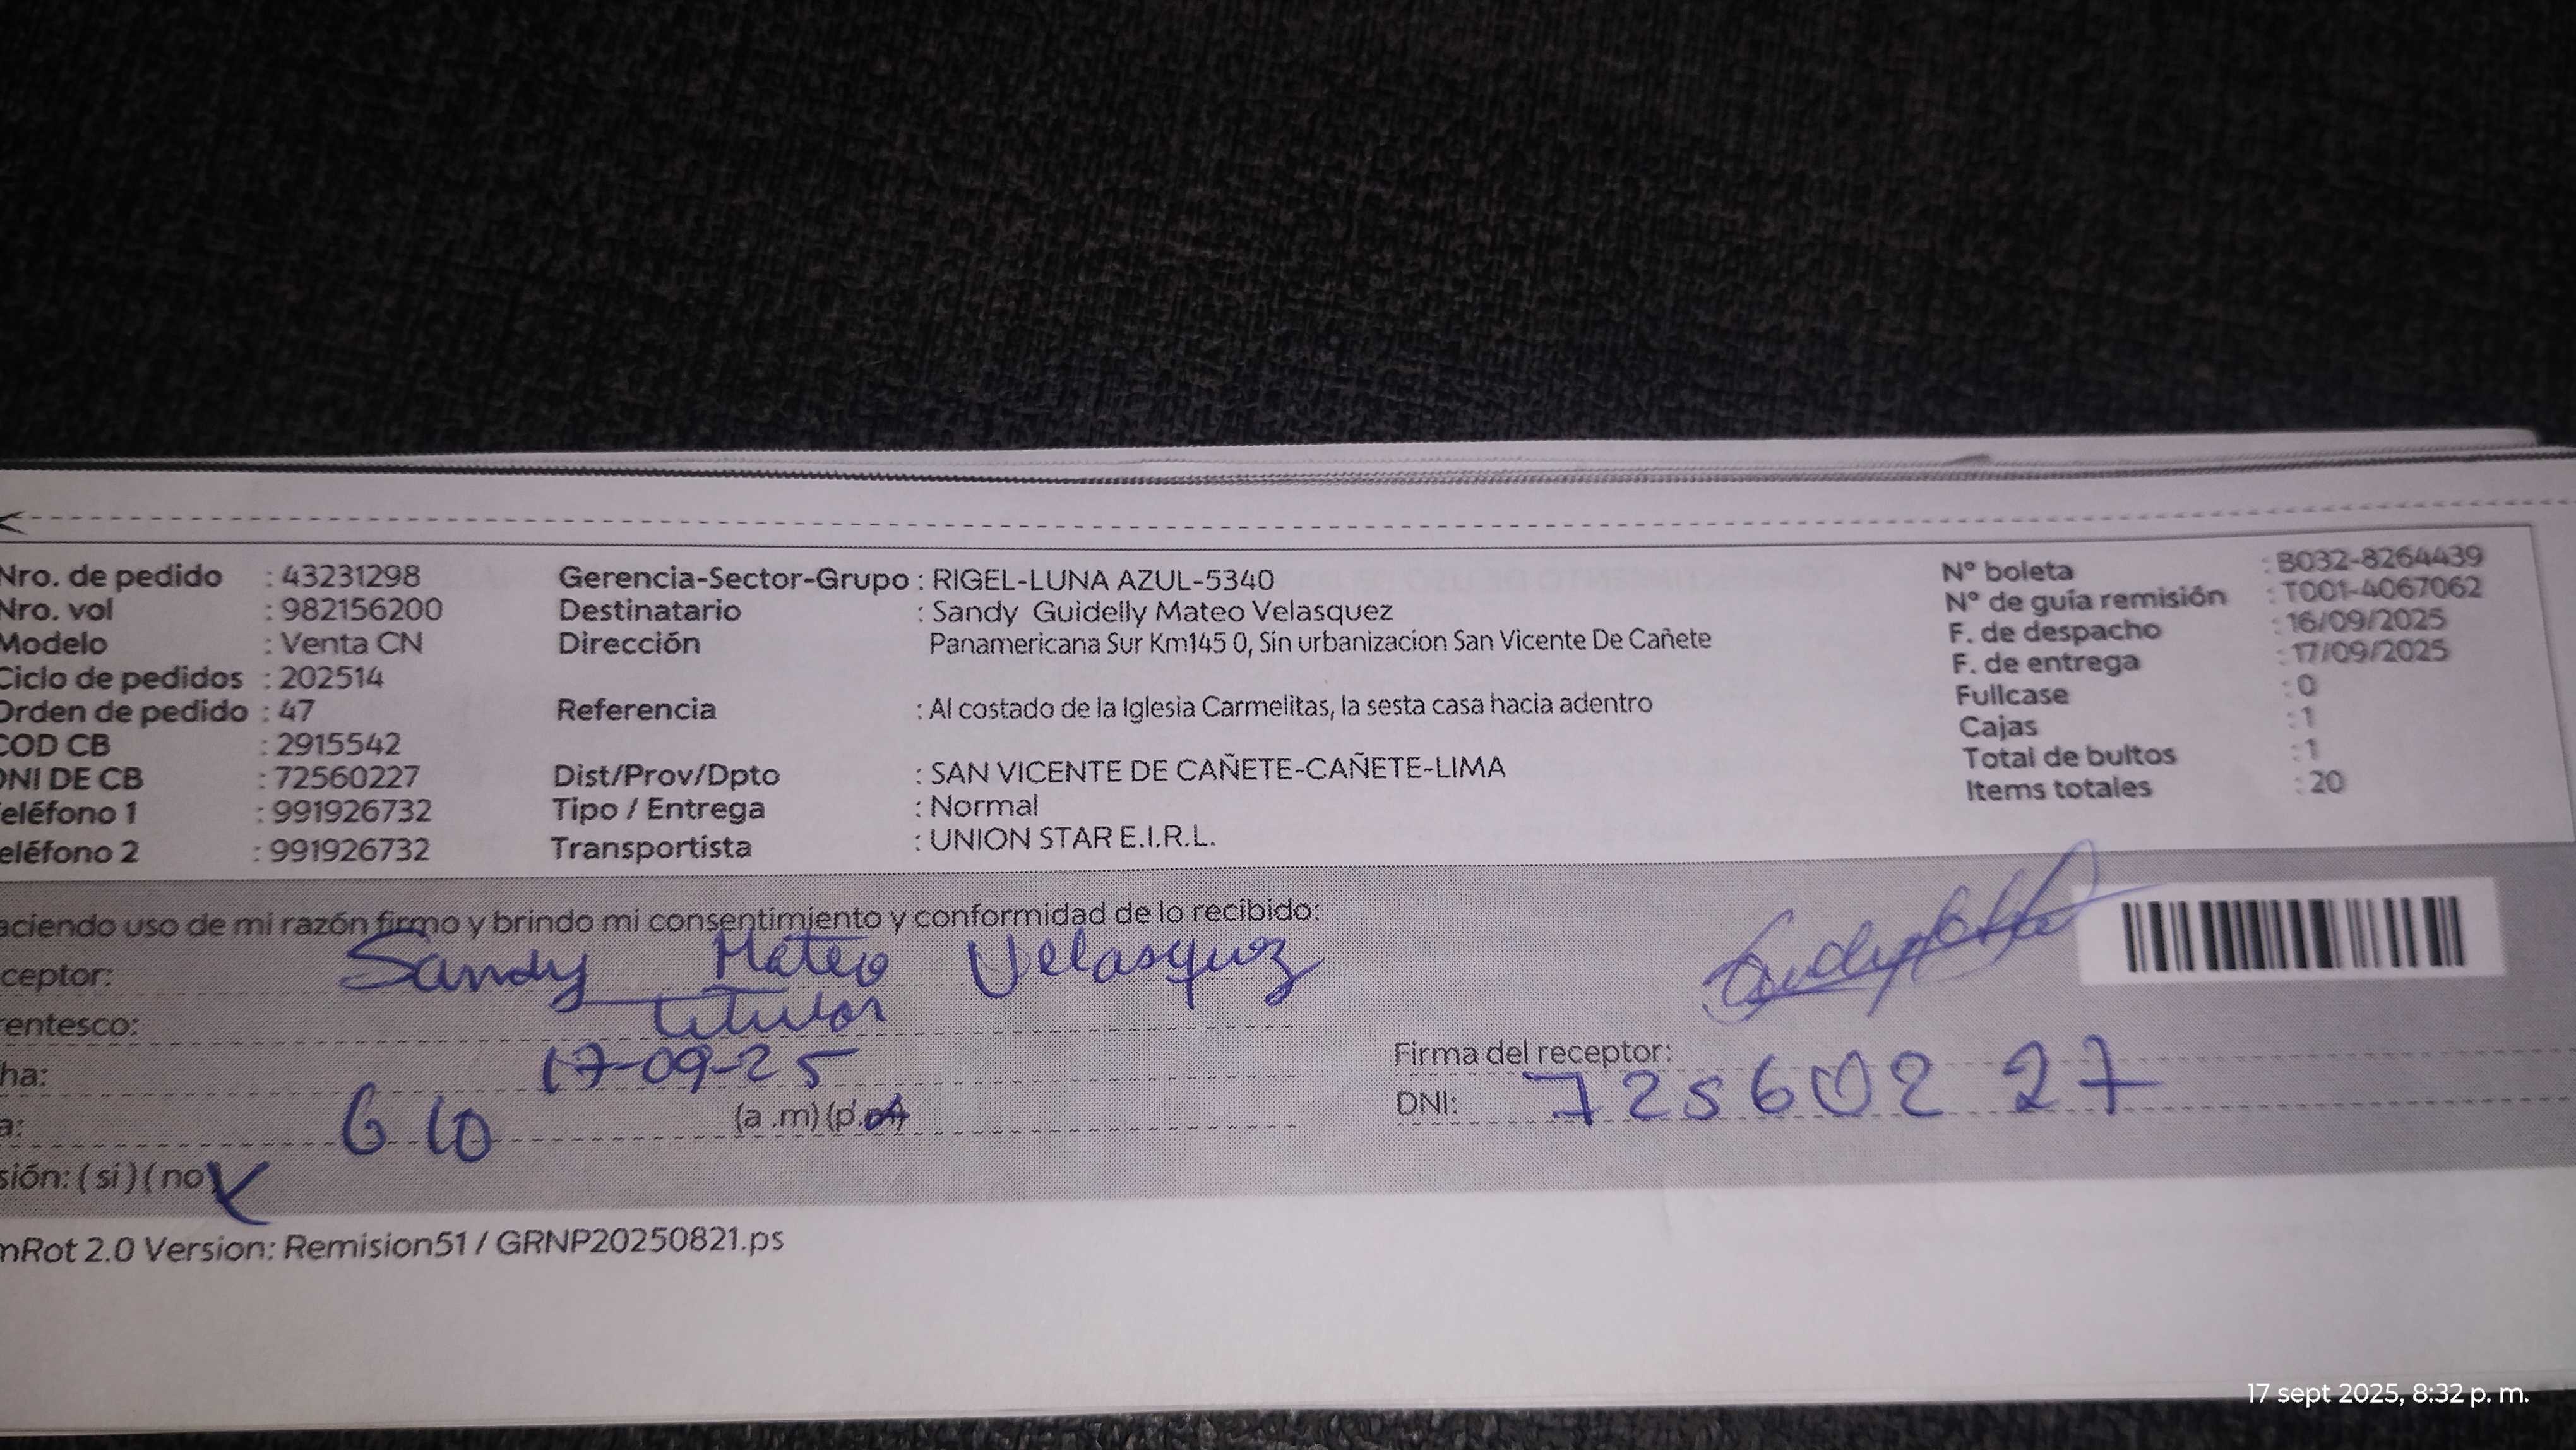 Nro. de pedido : 43231298
Nro. vol : 982156200
Modelo : Venta CN
Ciclo de pedidos : 202514
Orden de pedido : 47
COD CB : 2915542
DNI DE CB : 72560227
eléfono 1 : 991926732
eléfono 2 : 991926732
Gerencia-Sector-Grupo : RIGEL-LUNA AZUL-5340
Destinatario : Sandy Guidelly Mateo Velasquez
Dirección Panamericana Sur Km145 0, Sin urbanizacion San Vicente De Cañete
Referencia : Al costado de la Iglesia Carmelitas, la sesta casa hacia adentro
Dist/Prov/Dpto : SAN VICENTE DE CAÑETE-CAÑETE-LIMA
Tipo / Entrega : Normal
Transportista : UNION STAR E.I.R.L.
N° boleta : B032-8264439
N° de guía remisión : T001-4067062
F. de despacho : 16/09/2025
F. de entrega : 17/09/2025
Fullcase : 0
Cajas : 1
Total de bultos : 1
Items totales : 20
aciendo uso de mi razón firmo y brindo mi consentimiento y conformidad de lo recibido:
ceptor: Sandy Mateo Velasquez
rentesco: titular
ha: 17-09-25
a: 6 10 (a .m) (p.m)
sión: ( si ) ( no ) X
Firma del receptor:
DNI: 72560227
mRot 2.0 Version: Remision51 / GRNP20250821.ps
17 sept 2025, 8:32 p. m.